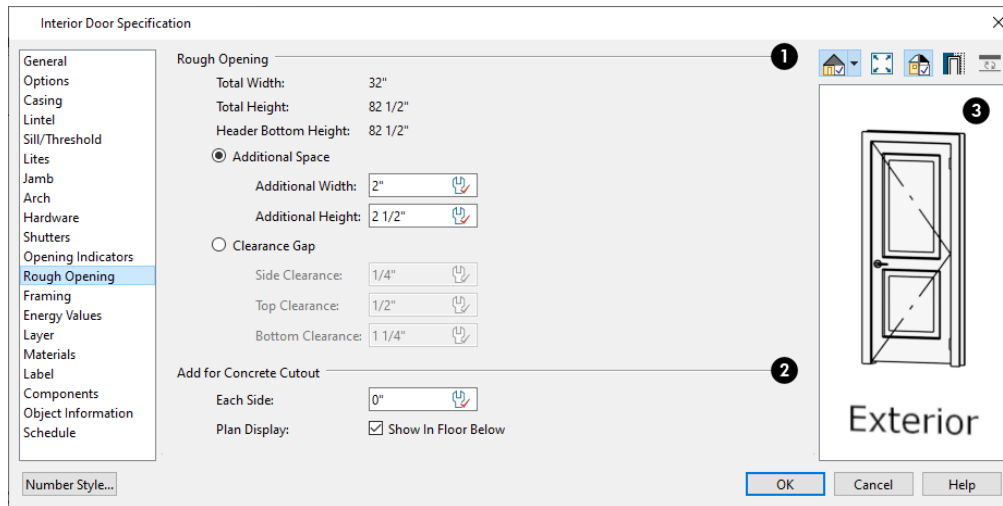 Interior Door Specification
General
Options
Casing
Lintel
Sill/Threshold
Lites
Jamb
Arch
Hardware
Shutters
Opening Indicators
Rough Opening
Framing
Energy Values
Layer
Materials
Label
Components
Object Information
Schedule
Rough Opening
1
Total Width: 32"
Total Height: 82 1/2"
Header Bottom Height: 82 1/2"
Additional Space
Additional Width: 2"
Additional Height: 2 1/2"
Clearance Gap
Side Clearance: 1/4"
Top Clearance: 1/2"
Bottom Clearance: 1 1/4"
Add for Concrete Cutout
2
Each Side: 0"
Plan Display: Show In Floor Below
3
Exterior
Number Style...
OK
Cancel
Help